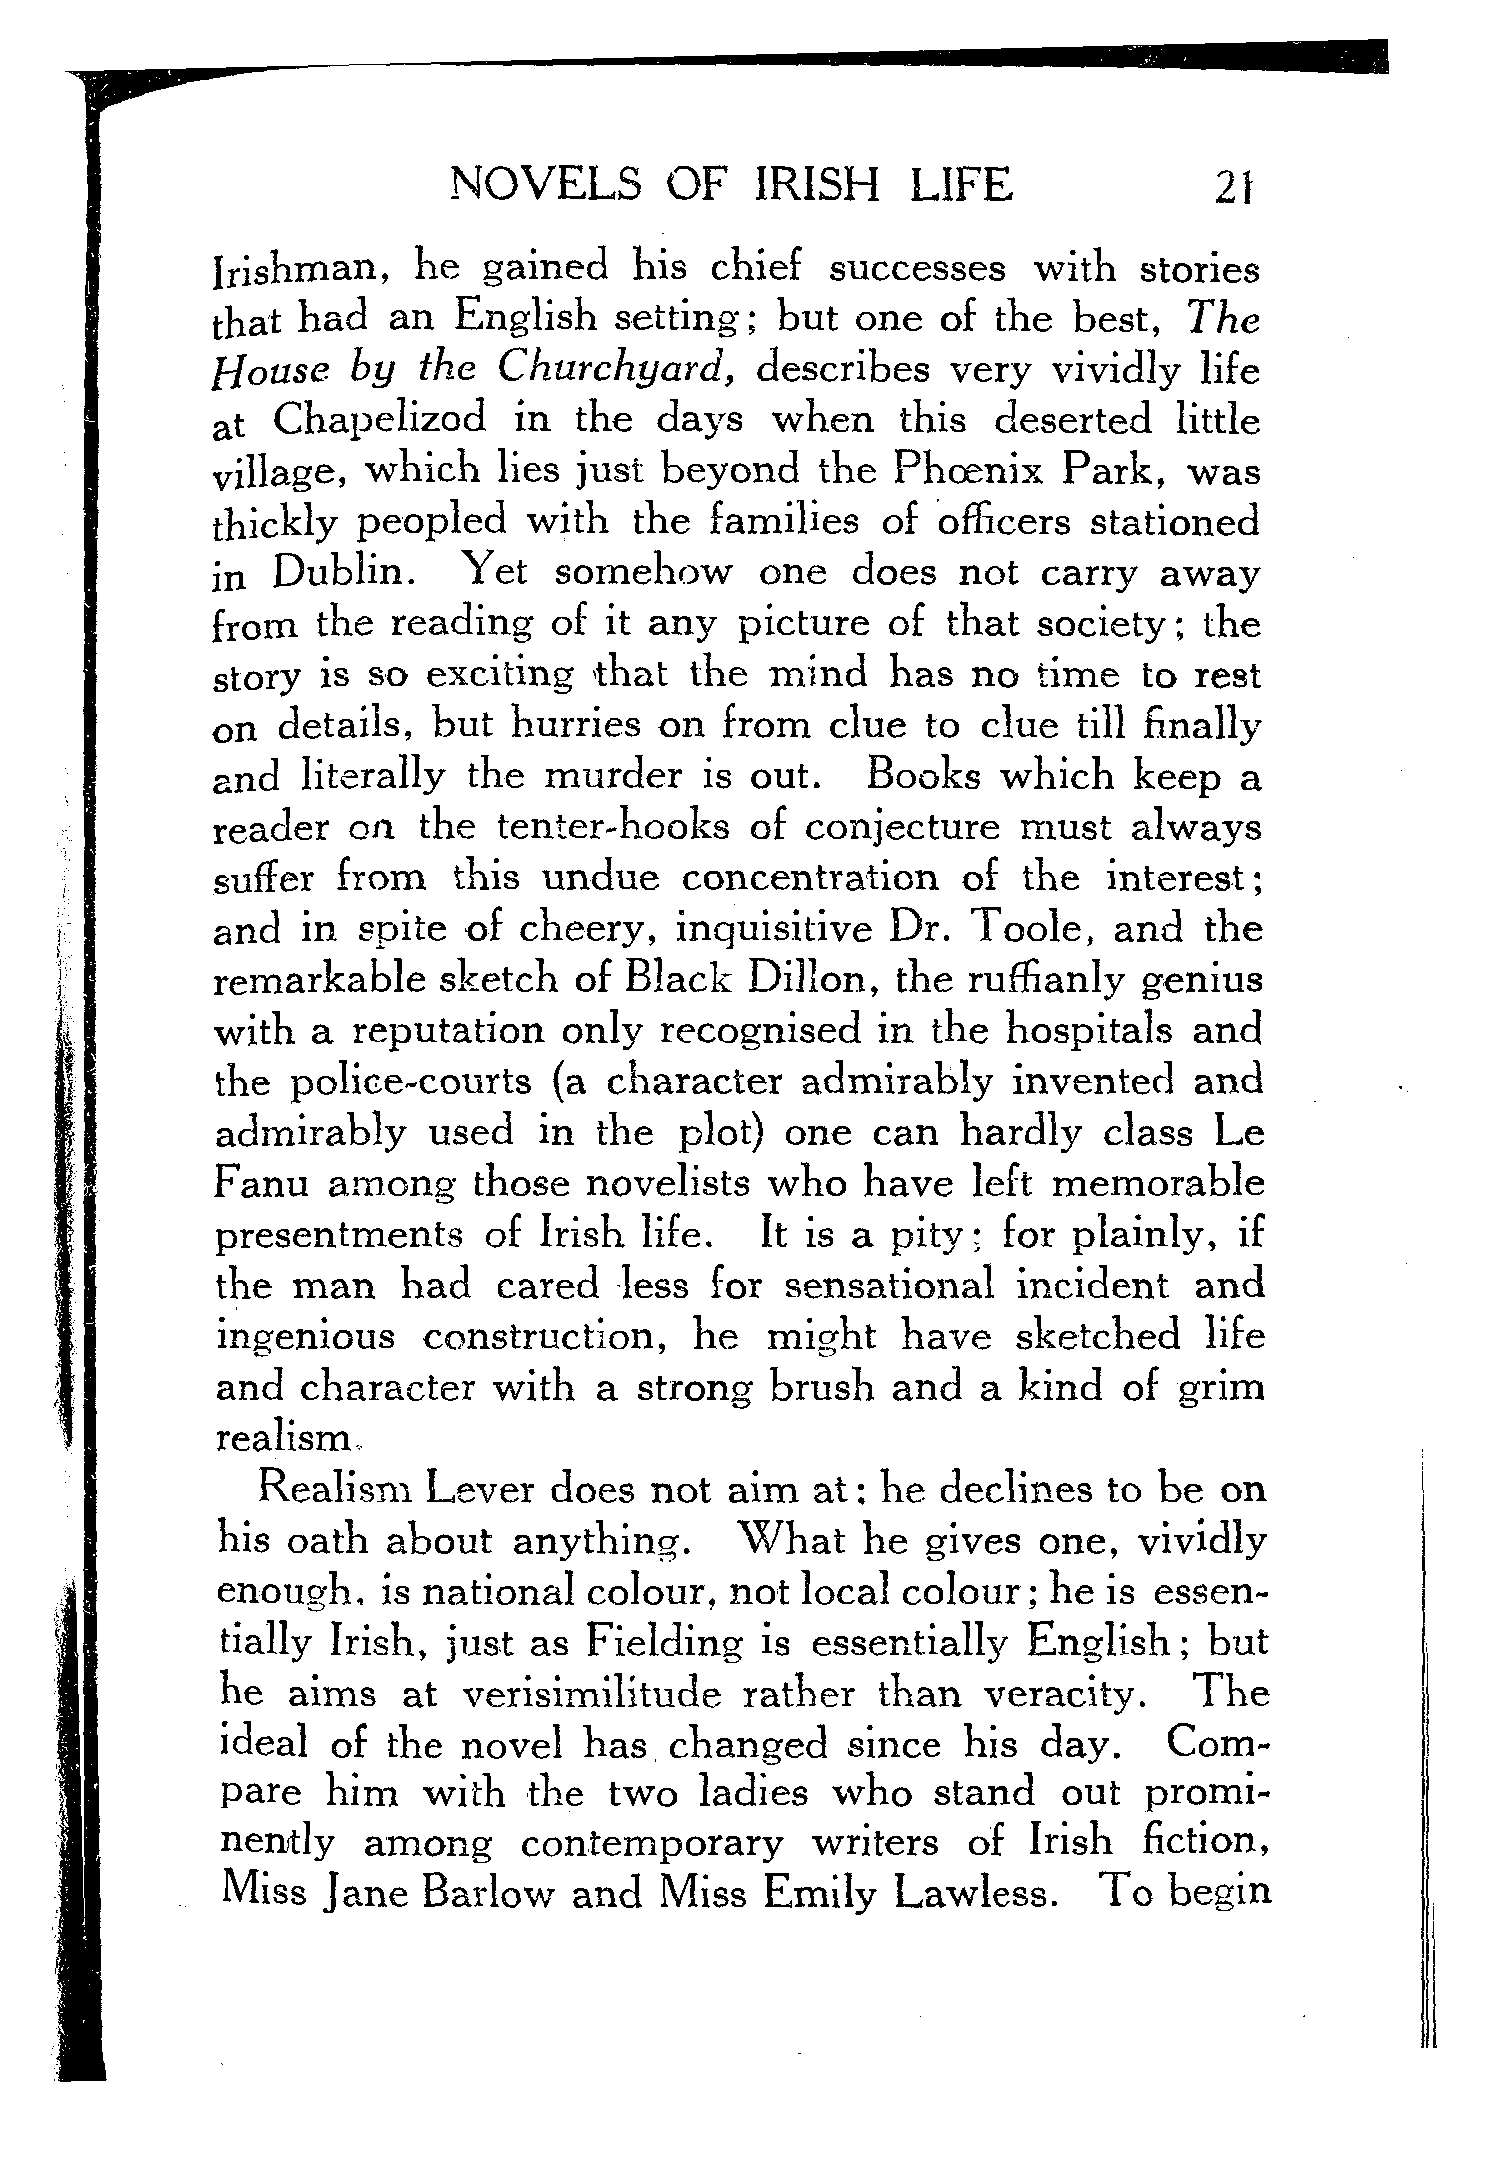 NOVELS OF IRISH LIFE 21
Irishman, he gained his chief successes with stories
that had an English setting; but one of the best, The
House by the Churchyard, describes very vividly life
at Chapelizod in the days when this deserted little
village, which lies just beyond the Phœnix Park, was
thickly peopled with the families of officers stationed
in Dublin. Yet somehow one does not carry away
from the reading of it any picture of that society; the
story is so exciting that the mind has no time to rest
on details, but hurries on from clue to clue till finally
and literally the murder is out. Books which keep a
reader on the tenter-hooks of conjecture must always
suffer from this undue concentration of the interest;
and in spite of cheery, inquisitive Dr. Toole, and the
remarkable sketch of Black Dillon, the ruffianly genius
with a reputation only recognised in the hospitals and
the police-courts (a character admirably invented and
admirably used in the plot) one can hardly class Le
Fanu among those novelists who have left memorable
presentments of Irish life. It is a pity; for plainly, if
the man had cared less for sensational incident and
ingenious construction, he might have sketched life
and character with a strong brush and a kind of grim
realism.
Realism Lever does not aim at; he declines to be on
his oath about anything. What he gives one, vividly
enough, is national colour, not local colour; he is essen-
tially Irish, just as Fielding is essentially English; but
he aims at verisimilitude rather than veracity. The
ideal of the novel has changed since his day. Com-
pare him with the two ladies who stand out promi-
nently among contemporary writers of Irish fiction,
Miss Jane Barlow and Miss Emily Lawless. To begin